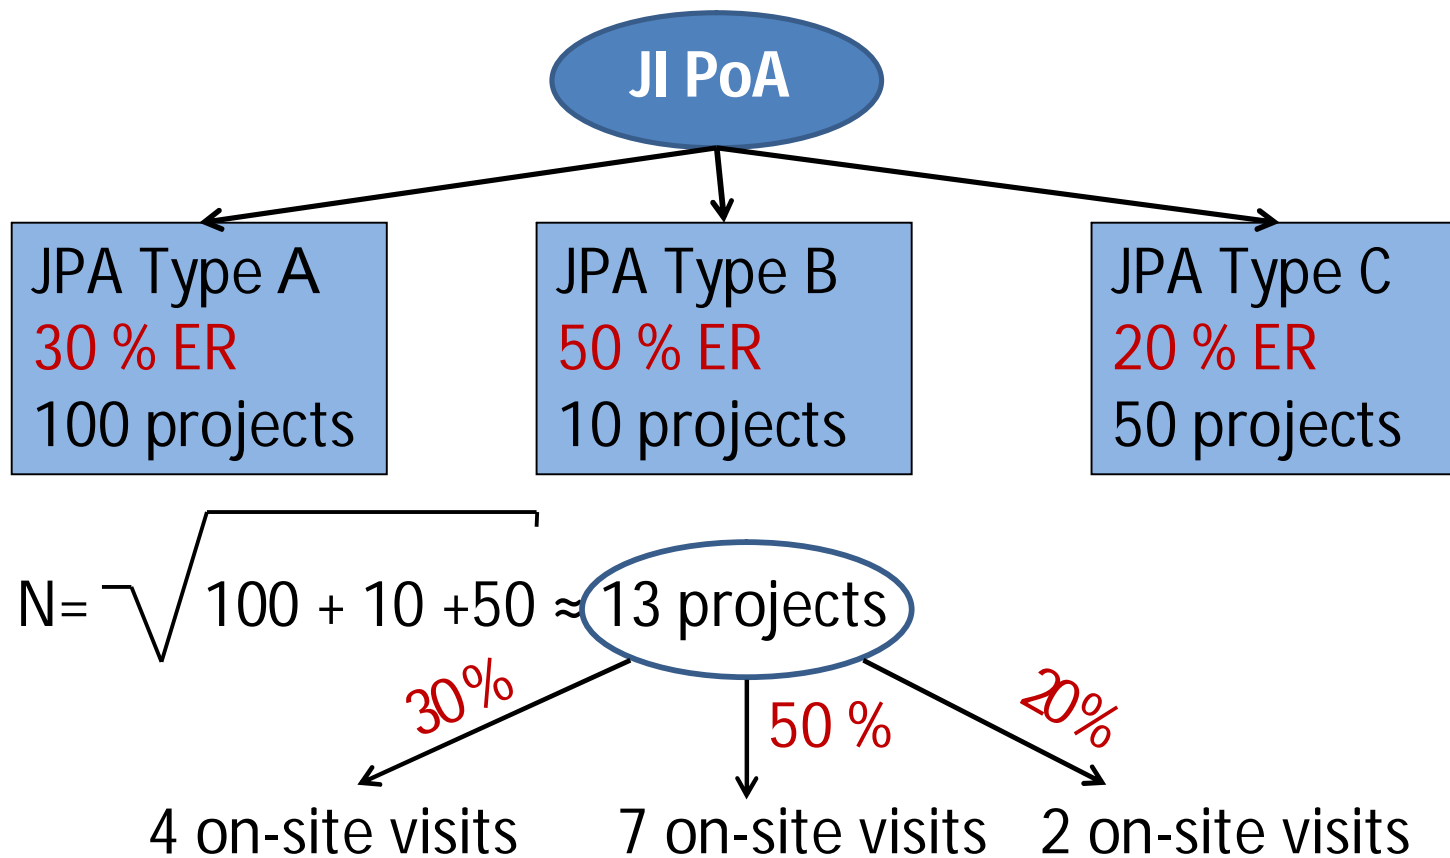 JI PoA
JPA Type A
30 % ER
100 projects
JPA Type B
50 % ER
10 projects
JPA Type C
20 % ER
50 projects
N= √ 100 + 10 +50 ≈ 13 projects
30%
50 %
20%
4 on-site visits
7 on-site visits
2 on-site visits